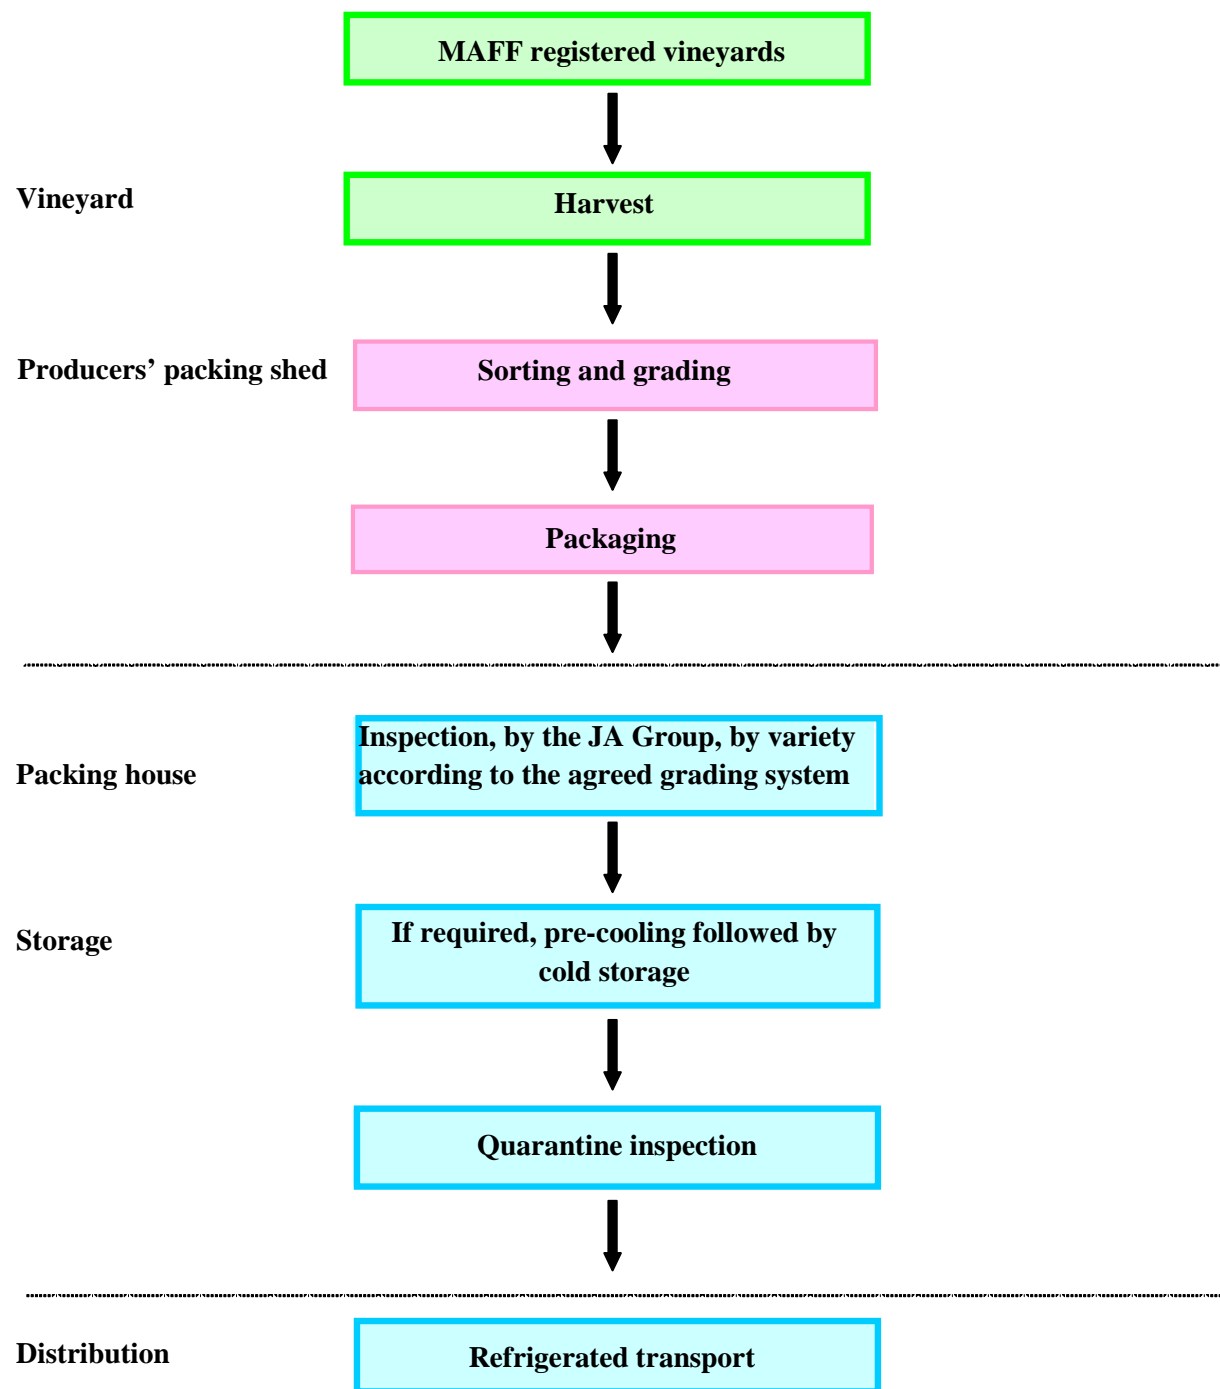 MAFF registered vineyards
Vineyard
Harvest
Producers’ packing shed
Sorting and grading
Packaging
Inspection, by the JA Group, by variety
according to the agreed grading system
Packing house
Storage
If required, pre-cooling followed by
cold storage
Quarantine inspection
Distribution
Refrigerated transport